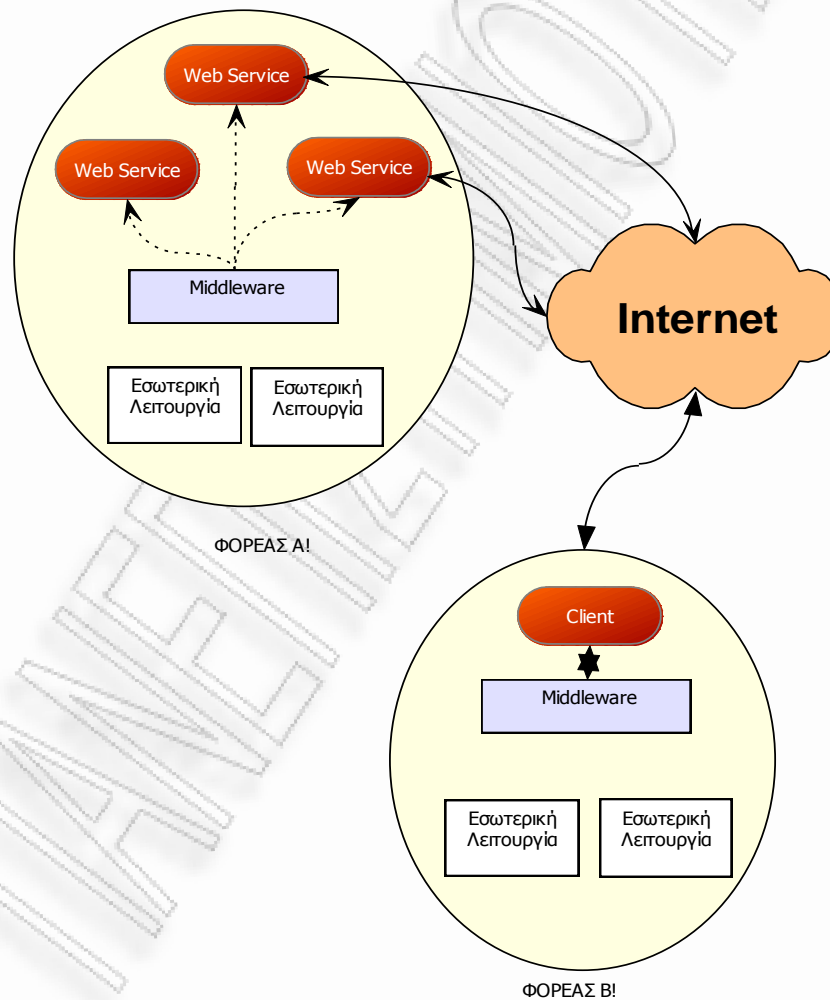 Web Service
Web Service
Web Service
Middleware
Internet
Εσωτερική
Λειτουργία
Εσωτερική
Λειτουργία
ΦΟΡΕΑΣ Α!
Client
Middleware
Εσωτερική
Λειτουργία
Εσωτερική
Λειτουργία
ΦΟΡΕΑΣ Β!